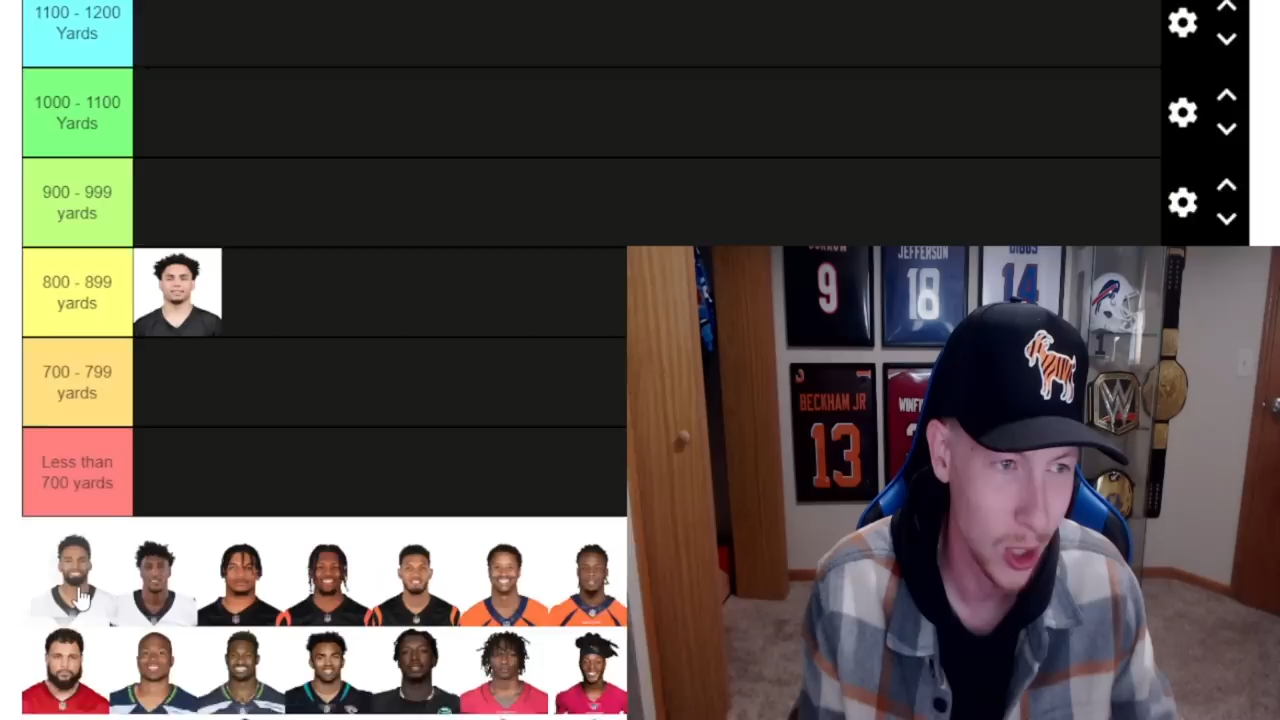 1100 - 1200
Yards
1000 - 1100
Yards
900 - 999
yards
800 - 899
yards
700 - 799
yards
Less than
700 yards
9
JEFFERSON
18
14
1
BECKHAM JR
13
W